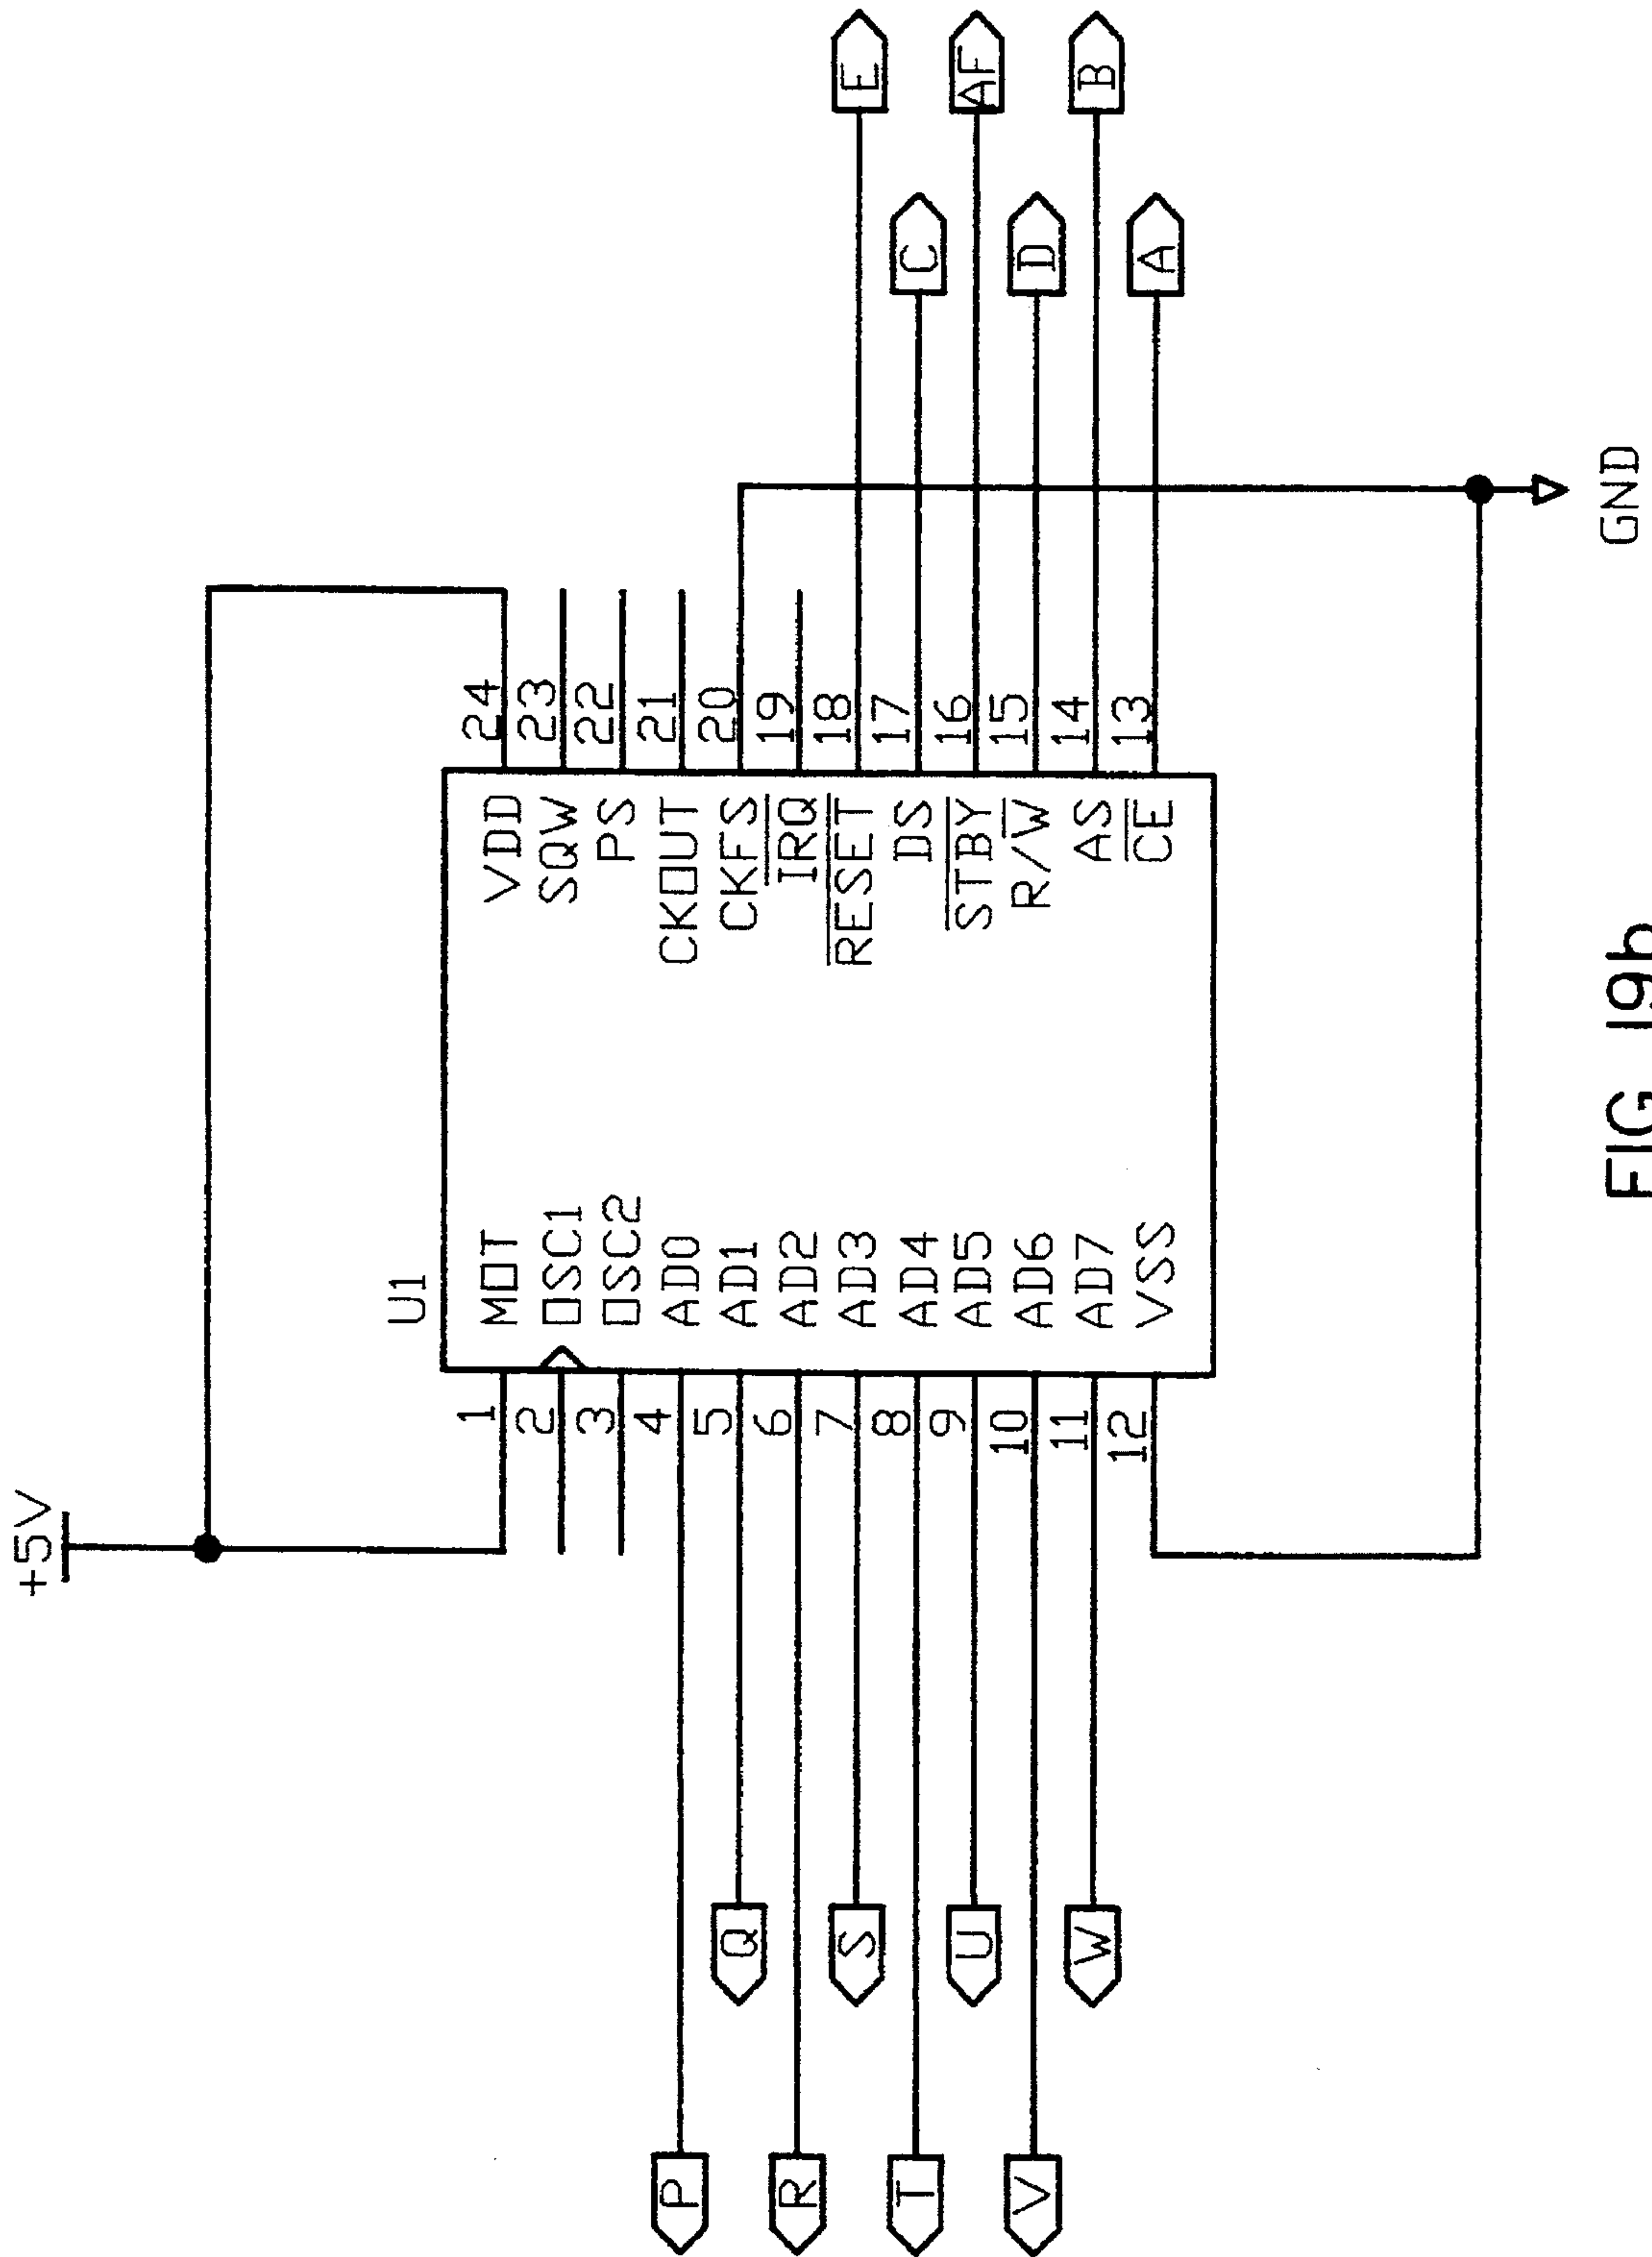 +5V
U1
1 MOT VDD 24
2 OSC1 SQW 23
3 OSC2 PS 22
P 4 AD0 CKOUT 21
Q 5 AD1 CKFS 20
R 6 AD2 IRQ 19
S 7 AD3 RESET 18 E
T 8 AD4 DS 17 C
U 9 AD5 STBY 16 AF
V 10 AD6 R/W 15 D
W 11 AD7 AS 14 B
12 VSS CE 13 A
GND
FIG 19b